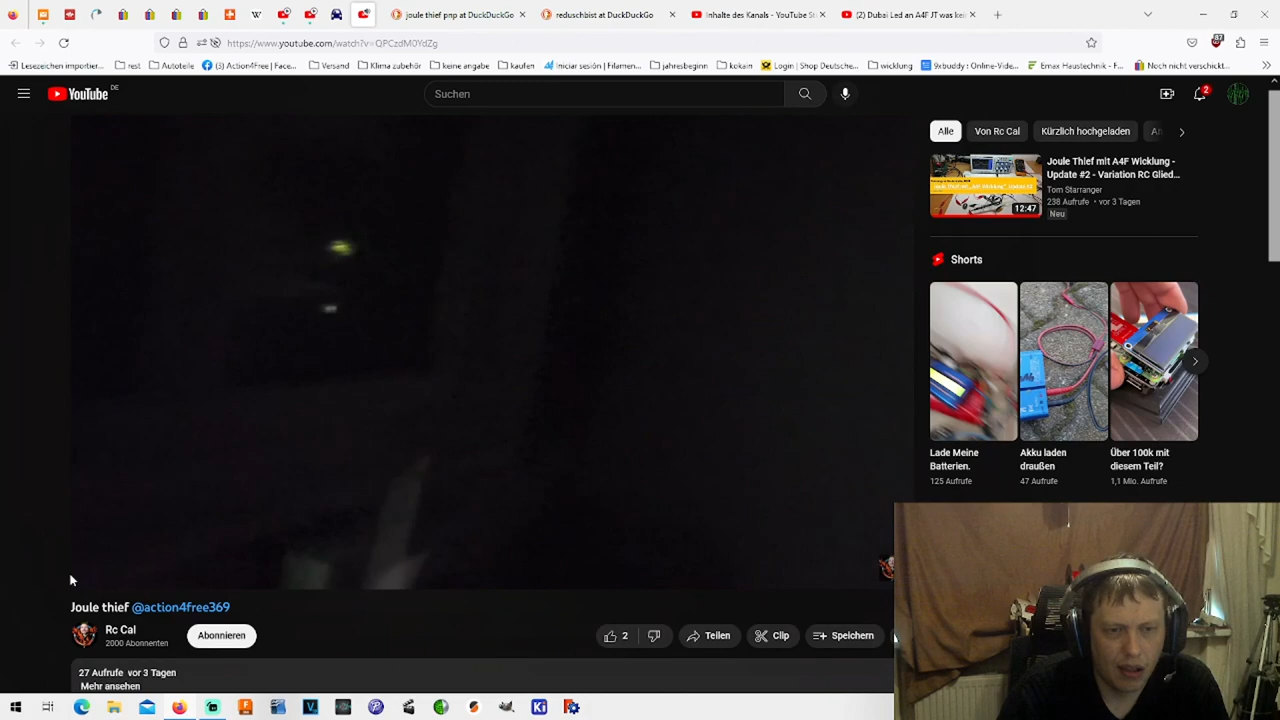 joule thief pnp at DuckDuckGo
reduschbist at DuckDuckGo
Inhalte des Kanals - YouTube St
(2) Dubai Led an A4F JT was kei
https://www.youtube.com/watch?v=QPCzdM0YdZg
87
Lesezeichen importier...
rest
Autoteile
(3) Action4Free | Face...
Versand
Klima zubehör
keine angabe
kaufen
Iniciar sesión | Filamen...
jahresbeginn
kokain
Login | Shop Deutsche...
wicklung
9xbuddy : Online-Vide...
Emax Haustechnik - Fu...
Noch nicht verschickt...
YouTube DE
Suchen
2
Alle
Von Rc Cal
Kürzlich hochgeladen
Joule Thief mit A4F Wicklung -
Update #2 - Variation RC Glied...
Tom Starranger
238 Aufrufe • vor 3 Tagen
Neu
12:47
Shorts
Lade Meine
Batterien.
125 Aufrufe
Akku laden
draußen
47 Aufrufe
Über 100k mit
diesem Teil?
1,1 Mio. Aufrufe
Joule thief @action4free369
Rc Cal
2000 Abonnenten
Abonnieren
2
Teilen
Clip
Speichern
27 Aufrufe vor 3 Tagen
Mehr ansehen
Ki